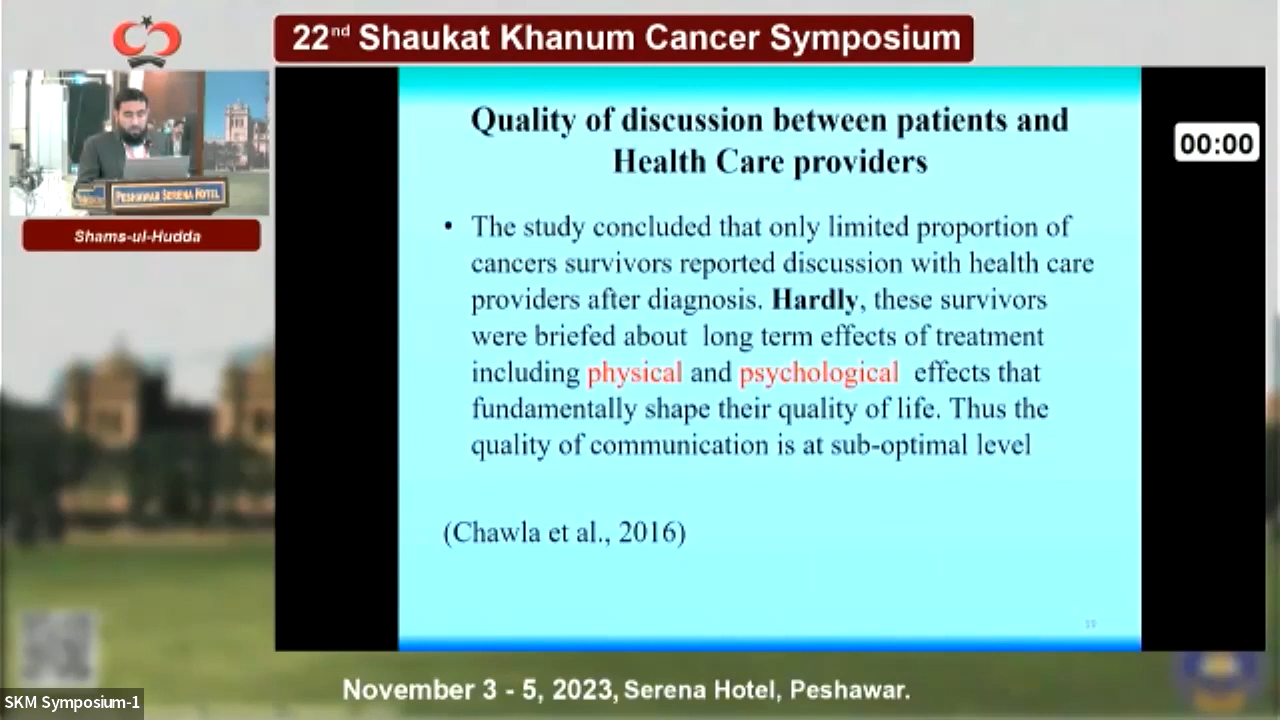 22nd Shaukat Khanum Cancer Symposium
Quality of discussion between patients and
Health Care providers
00:00
PESHAWAR SERENA HOTEL
Shams-ul-Hudda
• The study concluded that only limited proportion of
cancers survivors reported discussion with health care
providers after diagnosis. Hardly, these survivors
were briefed about long term effects of treatment
including physical and psychological effects that
fundamentally shape their quality of life. Thus the
quality of communication is at sub-optimal level
(Chawla et al., 2016)
19
November 3 - 5, 2023, Serena Hotel, Peshawar.
SKM Symposium-1